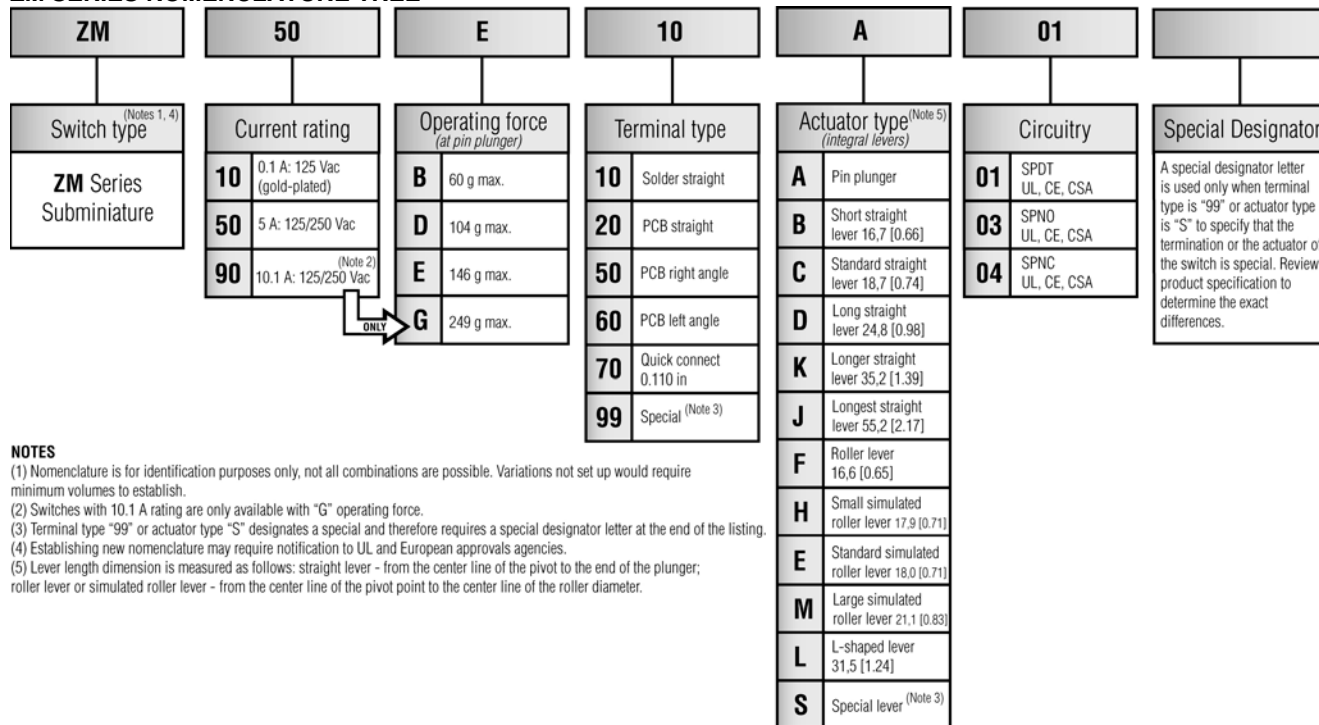 ZM
50
E
10
A
01
Switch type (Notes 1, 4)
ZM Series
Subminiature
Current rating
10 0.1 A: 125 Vac
(gold-plated)
50 5 A: 125/250 Vac
90 10.1 A: 125/250 Vac (Note 2)
ONLY
Operating force
(at pin plunger)
B 60 g max.
D 104 g max.
E 146 g max.
G 249 g max.
Terminal type
10 Solder straight
20 PCB straight
50 PCB right angle
60 PCB left angle
70 Quick connect
0.110 in
99 Special (Note 3)
Actuator type (Note 5)
(integral levers)
A Pin plunger
B Short straight
lever 16,7 [0.66]
C Standard straight
lever 18,7 [0.74]
D Long straight
lever 24,8 [0.98]
K Longer straight
lever 35,2 [1.39]
J Longest straight
lever 55,2 [2.17]
F Roller lever
16,6 [0.65]
H Small simulated
roller lever 17,9 [0.71]
E Standard simulated
roller lever 18,0 [0.71]
M Large simulated
roller lever 21,1 [0.83]
L L-shaped lever
31,5 [1.24]
S Special lever (Note 3)
Circuitry
01 SPDT
UL, CE, CSA
03 SPNO
UL, CE, CSA
04 SPNC
UL, CE, CSA
Special Designator
A special designator letter
is used only when terminal
type is “99” or actuator type
is “S” to specify that the
termination or the actuator of
the switch is special. Review
product specification to
determine the exact
differences.
NOTES
(1) Nomenclature is for identification purposes only, not all combinations are possible. Variations not set up would require
minimum volumes to establish.
(2) Switches with 10.1 A rating are only available with “G” operating force.
(3) Terminal type “99” or actuator type “S” designates a special and therefore requires a special designator letter at the end of the listing.
(4) Establishing new nomenclature may require notification to UL and European approvals agencies.
(5) Lever length dimension is measured as follows: straight lever - from the center line of the pivot to the end of the plunger;
roller lever or simulated roller lever - from the center line of the pivot point to the center line of the roller diameter.